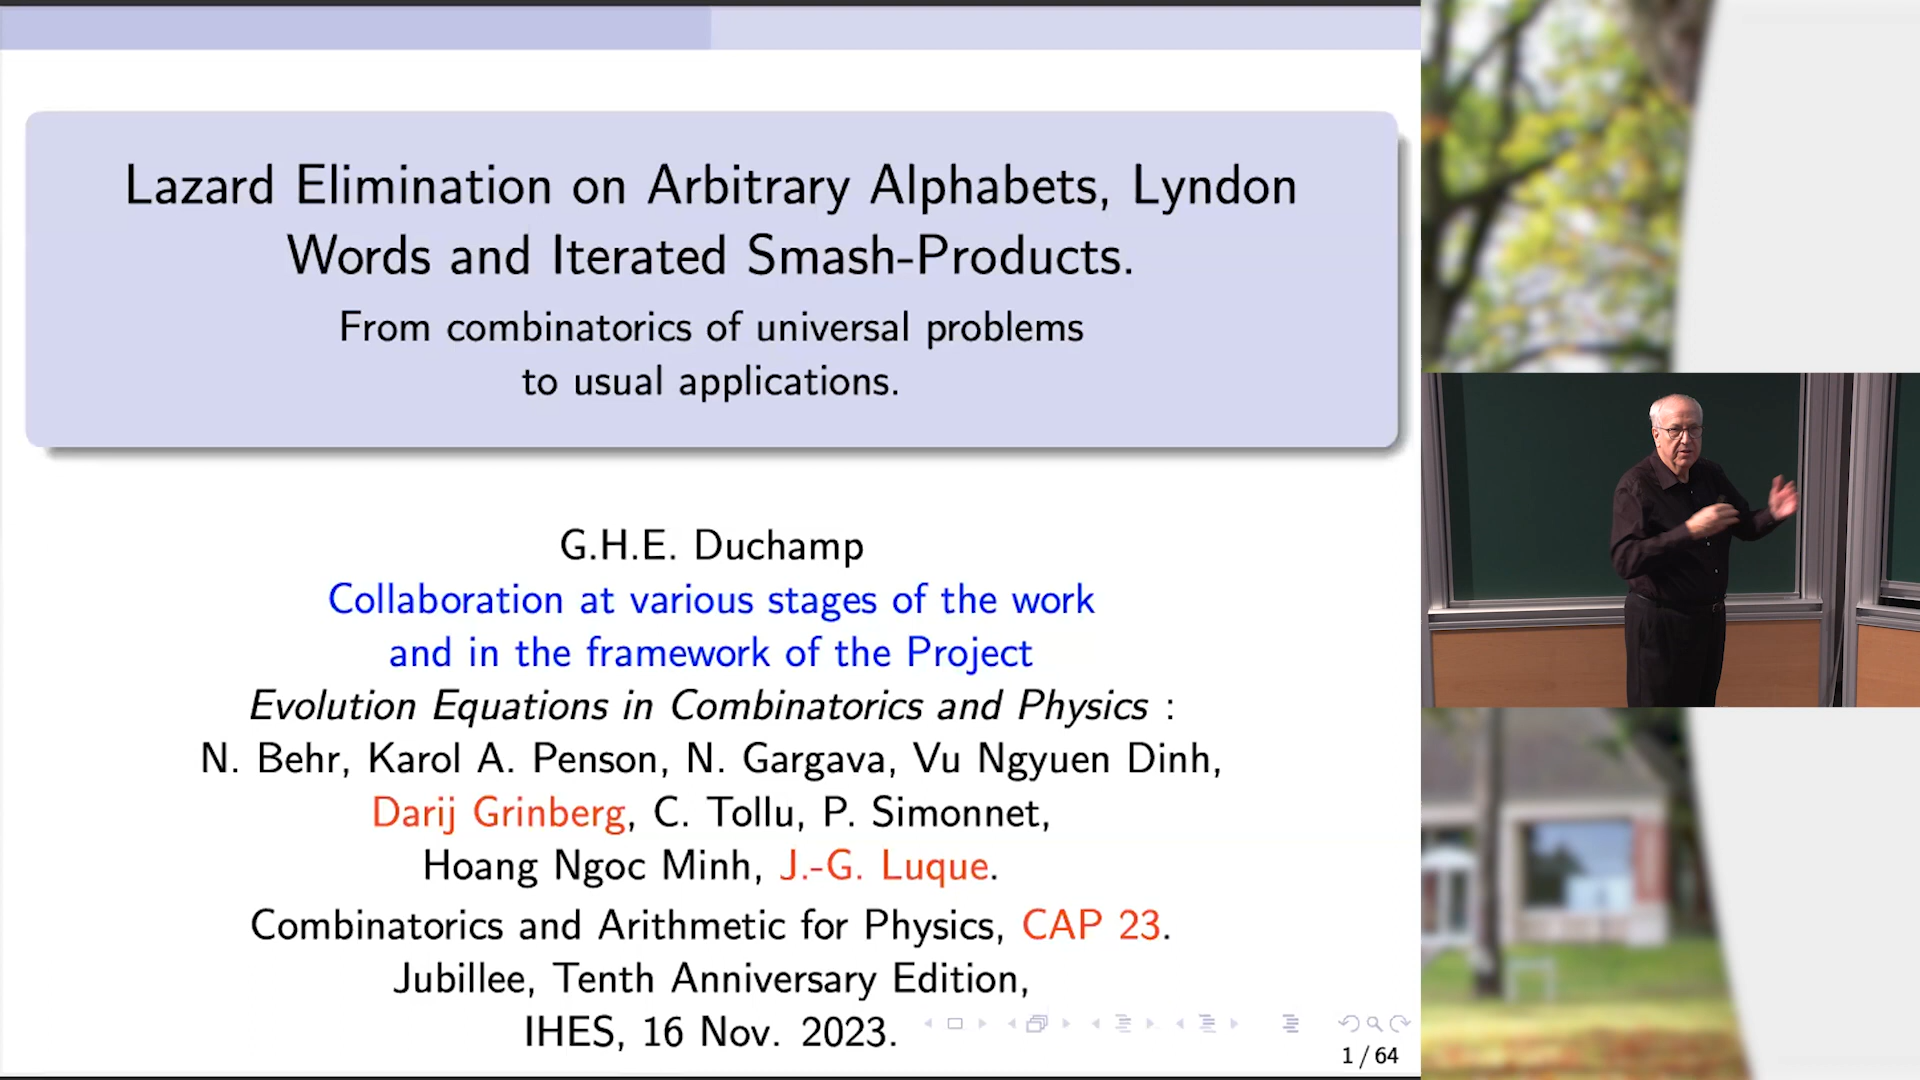 Lazard Elimination on Arbitrary Alphabets, Lyndon
Words and Iterated Smash-Products.
From combinatorics of universal problems
to usual applications.
G.H.E. Duchamp
Collaboration at various stages of the work
and in the framework of the Project
Evolution Equations in Combinatorics and Physics :
N. Behr, Karol A. Penson, N. Gargava, Vu Ngyuen Dinh,
Darij Grinberg, C. Tollu, P. Simonnet,
Hoang Ngoc Minh, J.-G. Luque.
Combinatorics and Arithmetic for Physics, CAP 23.
Jubillee, Tenth Anniversary Edition,
IHES, 16 Nov. 2023.
1 / 64